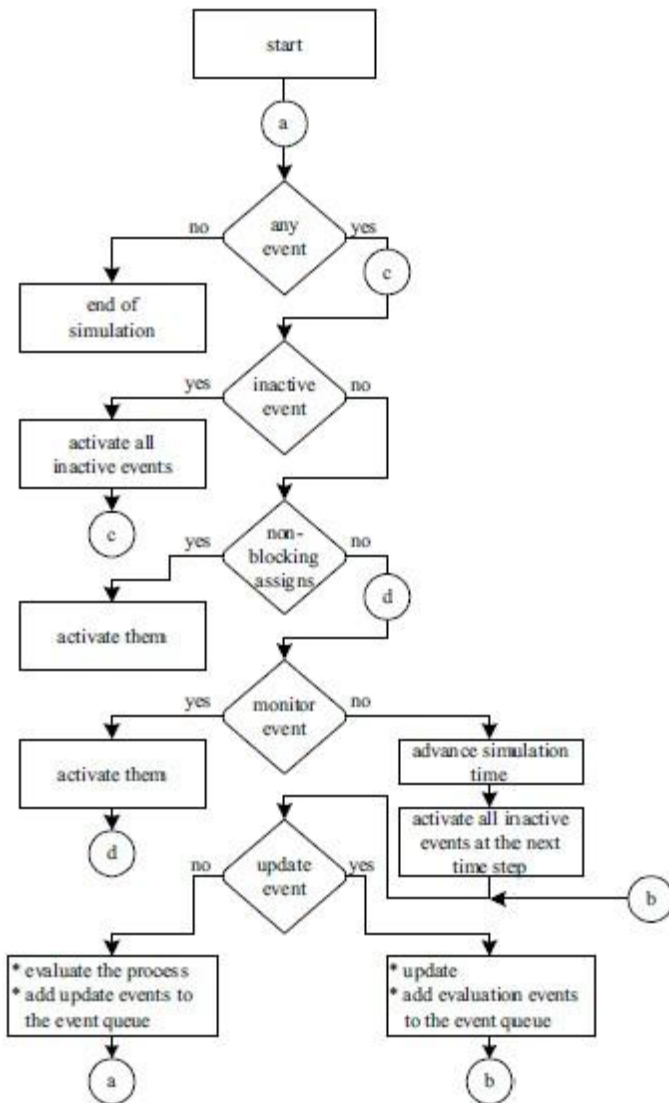 start
a
any
event
no
yes
c
end of
simulation
inactive
event
yes
no
activate all
inactive events
c
non-
blocking
assigns
yes
no
d
activate them
monitor
event
yes
no
activate them
advance simulation
time
d
activate all inactive
events at the next
time step
update
event
no
yes
b
* evaluate the process
* add update events to
the event queue
* update
* add evaluation events
to the event queue
a
b